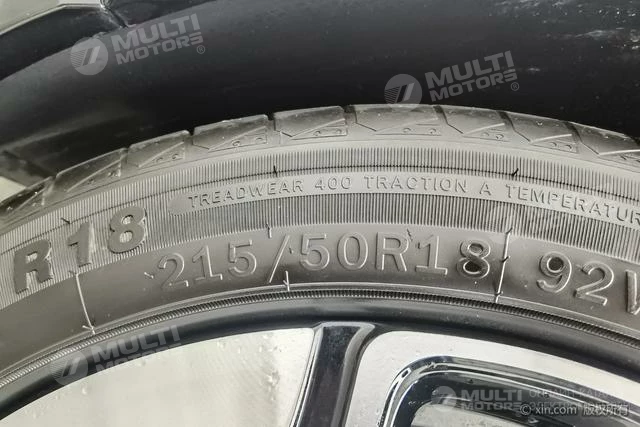 MULTI
MOTORS
MULTI
MOTORS
TREADWEAR 400 TRACTION A TEMPERATUR
R18
215/50R18 92V
MULTI
MOTORS
MULTI
MOTORS
© xin.com 版权所有